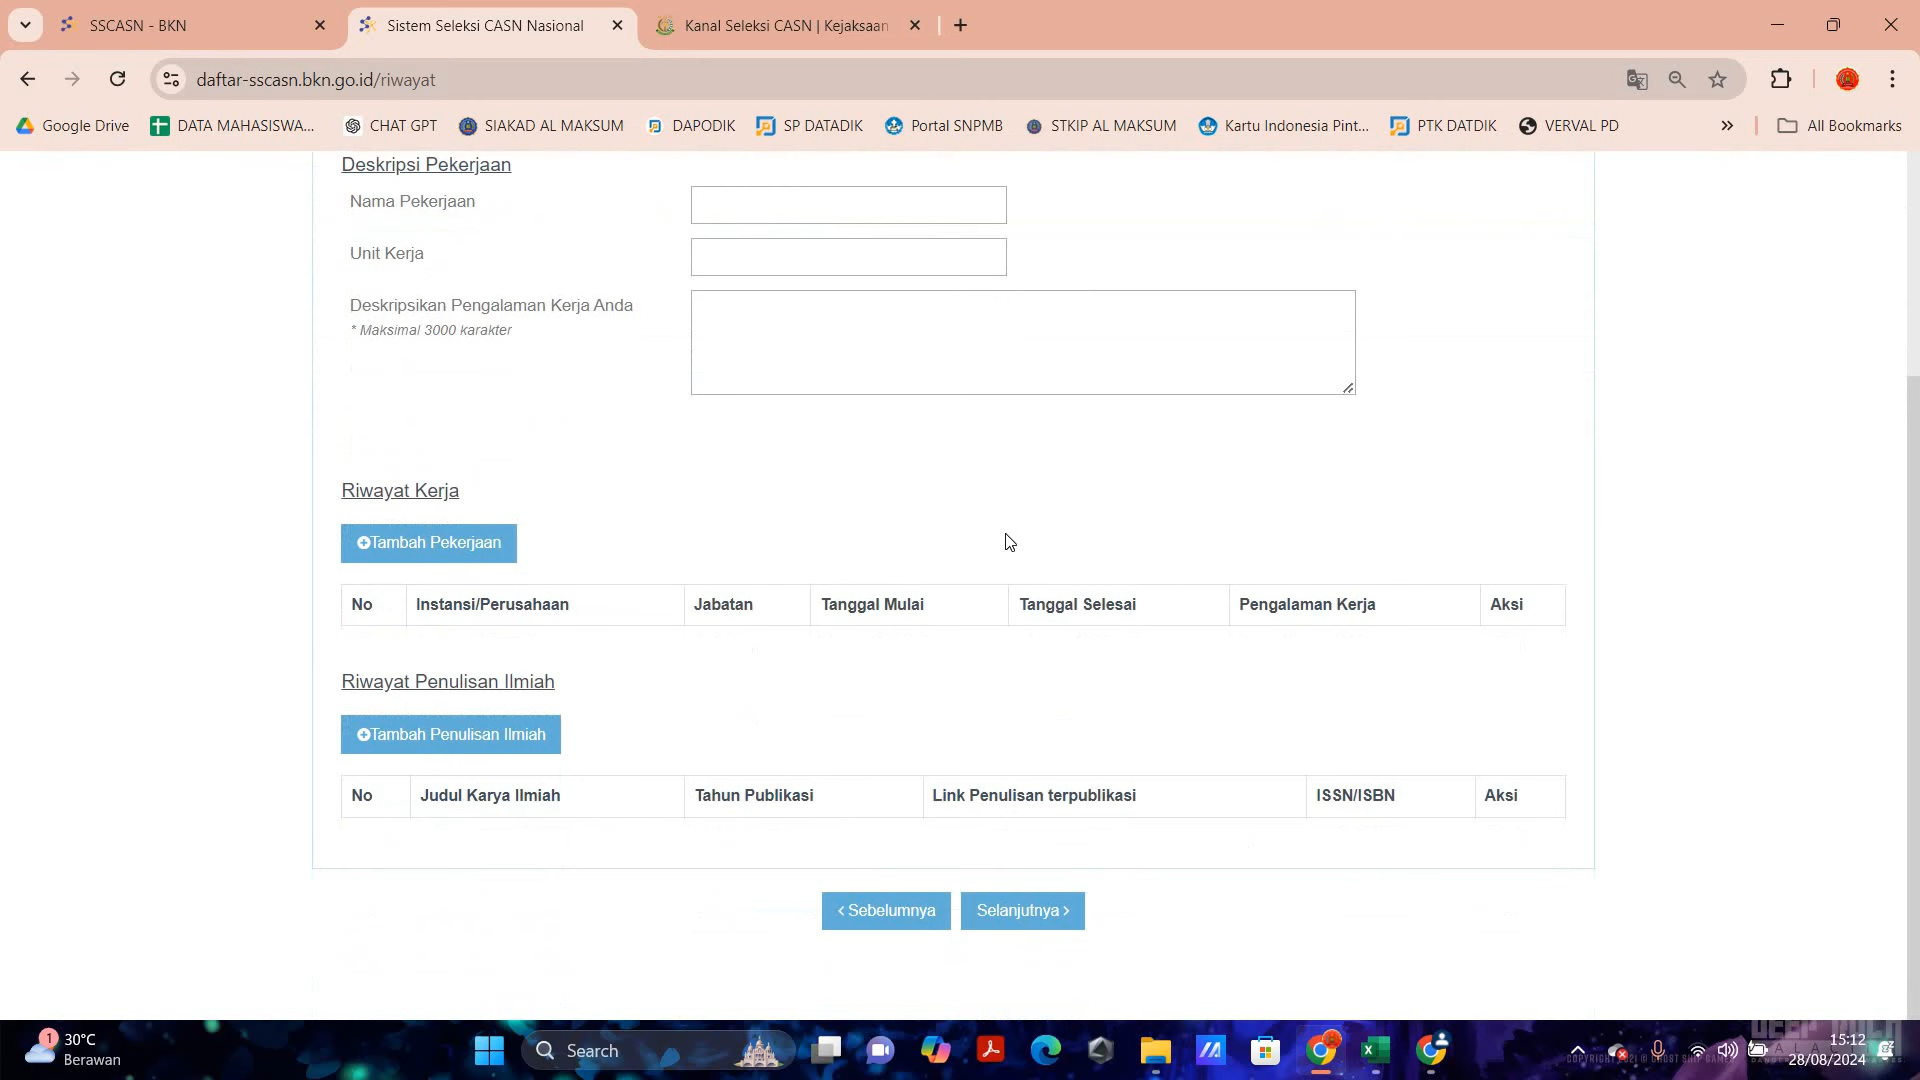 SSCASN - BKN
Sistem Seleksi CASN Nasional
Kanal Seleksi CASN | Kejaksaan
daftar-sscasn.bkn.go.id/riwayat
Google Drive
DATA MAHASISWA...
CHAT GPT
SIAKAD AL MAKSUM
DAPODIK
SP DATADIK
Portal SNPMB
STKIP AL MAKSUM
Kartu Indonesia Pint...
PTK DATDIK
VERVAL PD
All Bookmarks
Deskripsi Pekerjaan
Nama Pekerjaan
Unit Kerja
Deskripsikan Pengalaman Kerja Anda
* Maksimal 3000 karakter
Riwayat Kerja
Tambah Pekerjaan
No Instansi/Perusahaan Jabatan Tanggal Mulai Tanggal Selesai Pengalaman Kerja Aksi
Riwayat Penulisan Ilmiah
Tambah Penulisan Ilmiah
No Judul Karya Ilmiah Tahun Publikasi Link Penulisan terpublikasi ISSN/ISBN Aksi
< Sebelumnya
Selanjutnya >
1
30°C
Berawan
Search
15:12
28/08/2024